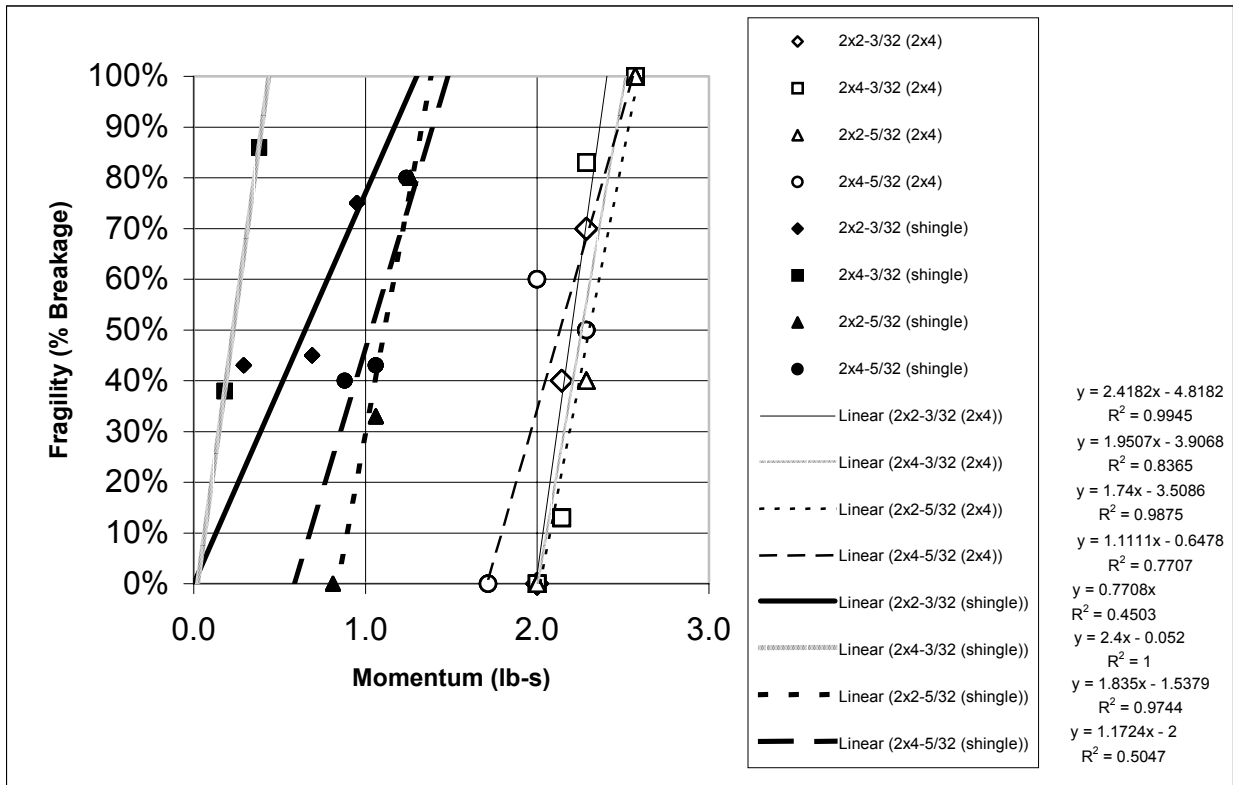 100%
90%
80%
70%
60%
50%
40%
30%
20%
10%
0%
0.0 1.0 2.0 3.0
Fragility (% Breakage)
Momentum (lb-s)
2x2-3/32 (2x4)
2x4-3/32 (2x4)
2x2-5/32 (2x4)
2x4-5/32 (2x4)
2x2-3/32 (shingle)
2x4-3/32 (shingle)
2x2-5/32 (shingle)
2x4-5/32 (shingle)
Linear (2x2-3/32 (2x4))
Linear (2x4-3/32 (2x4))
Linear (2x2-5/32 (2x4))
Linear (2x4-5/32 (2x4))
Linear (2x2-3/32 (shingle))
Linear (2x4-3/32 (shingle))
Linear (2x2-5/32 (shingle))
Linear (2x4-5/32 (shingle))
y = 2.4182x - 4.8182
R² = 0.9945
y = 1.9507x - 3.9068
R² = 0.8365
y = 1.74x - 3.5086
R² = 0.9875
y = 1.1111x - 0.6478
R² = 0.7707
y = 0.7708x
R² = 0.4503
y = 2.4x - 0.052
R² = 1
y = 1.835x - 1.5379
R² = 0.9744
y = 1.1724x - 2
R² = 0.5047